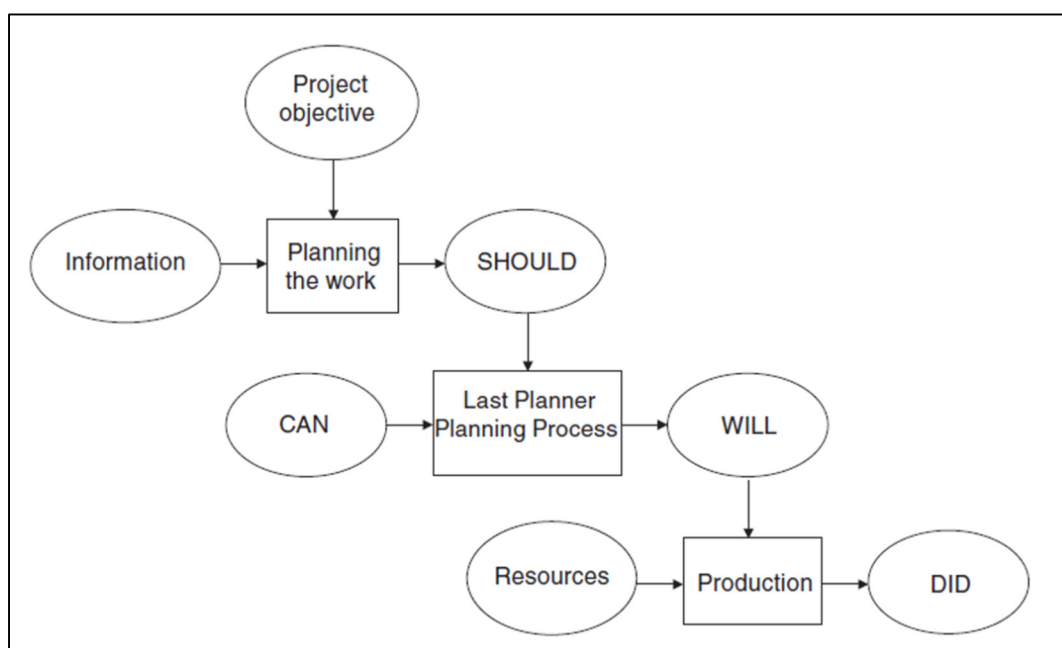 Project
objective
Information
Planning
the work
SHOULD
CAN
Last Planner
Planning Process
WILL
Resources
Production
DID